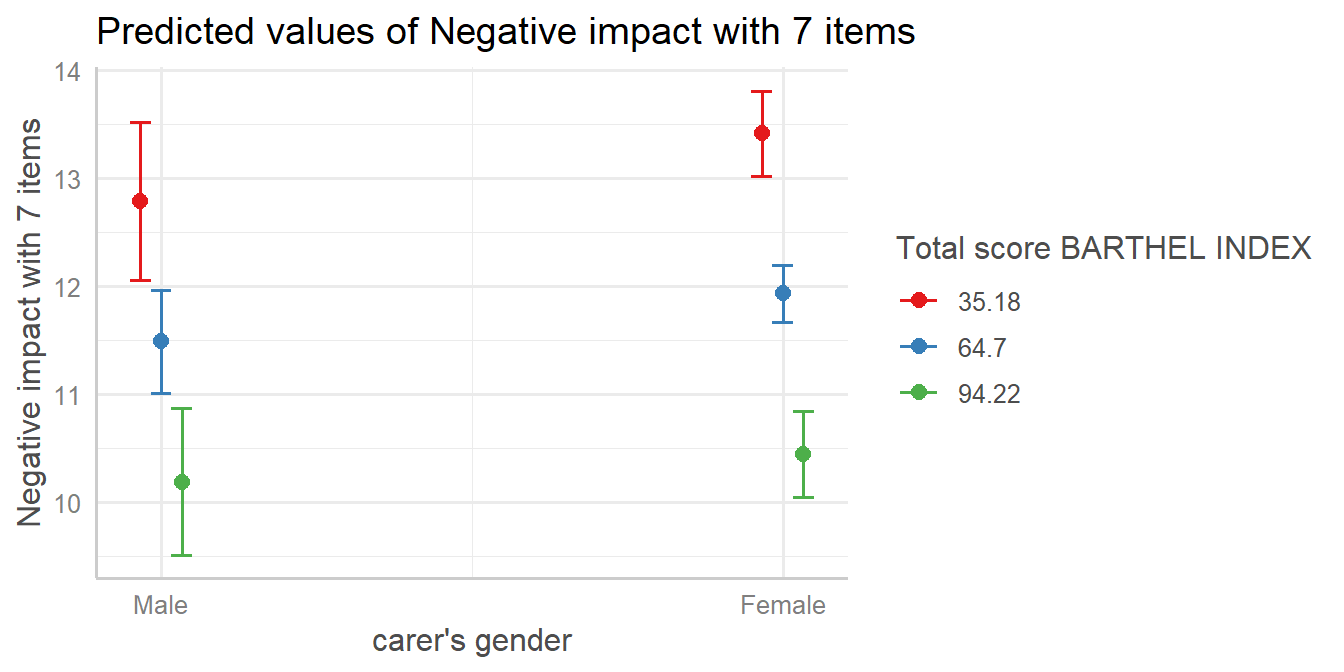 Predicted values of Negative impact with 7 items
Negative impact with 7 items
14
13
12
11
10
Male
Female
carer's gender
Total score BARTHEL INDEX
35.18
64.7
94.22